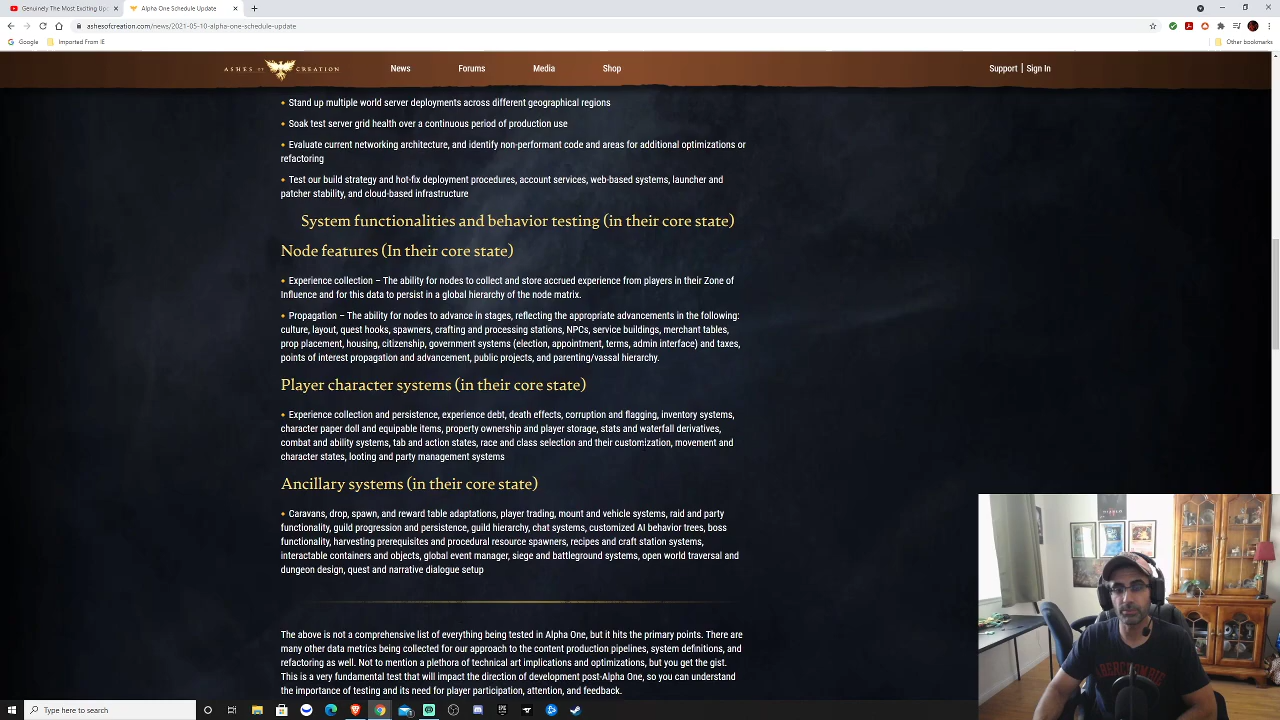 Genuinely The Most Exciting Up
Alpha One Schedule Update
ashesofcreation.com/news/2021-05-10-alpha-one-schedule-update
Google
Imported From IE
Other bookmarks
ASHES OF CREATION
News
Forums
Media
Shop
Support | Sign In
• Stand up multiple world server deployments across different geographical regions
• Soak test server grid health over a continuous period of production use
• Evaluate current networking architecture, and identify non-performant code and areas for additional optimizations or
refactoring
• Test our build strategy and hot-fix deployment procedures, account services, web-based systems, launcher and
patcher stability, and cloud-based infrastructure
System functionalities and behavior testing (in their core state)
Node features (In their core state)
• Experience collection – The ability for nodes to collect and store accrued experience from players in their Zone of
Influence and for this data to persist in a global hierarchy of the node matrix.
• Propagation – The ability for nodes to advance in stages, reflecting the appropriate advancements in the following:
culture, layout, quest hooks, spawners, crafting and processing stations, NPCs, service buildings, merchant tables,
prop placement, housing, citizenship, government systems (election, appointment, terms, admin interface) and taxes,
points of interest propagation and advancement, public projects, and parenting/vassal hierarchy.
Player character systems (in their core state)
• Experience collection and persistence, experience debt, death effects, corruption and flagging, inventory systems,
character paper doll and equipable items, property ownership and player storage, stats and waterfall derivatives,
combat and ability systems, tab and action states, race and class selection and their customization, movement and
character states, looting and party management systems
Ancillary systems (in their core state)
• Caravans, drop, spawn, and reward table adaptations, player trading, mount and vehicle systems, raid and party
functionality, guild progression and persistence, guild hierarchy, chat systems, customized AI behavior trees, boss
functionality, harvesting prerequisites and procedural resource spawners, recipes and craft station systems,
interactable containers and objects, global event manager, siege and battleground systems, open world traversal and
dungeon design, quest and narrative dialogue setup
The above is not a comprehensive list of everything being tested in Alpha One, but it hits the primary points. There are
many other data metrics being collected for our approach to the content production pipelines, system definitions, and
refactoring as well. Not to mention a plethora of technical art implications and optimizations, but you get the gist.
This is a very fundamental test that will impact the direction of development post-Alpha One, so you can understand
the importance of testing and its need for player participation, attention, and feedback.
Type here to search